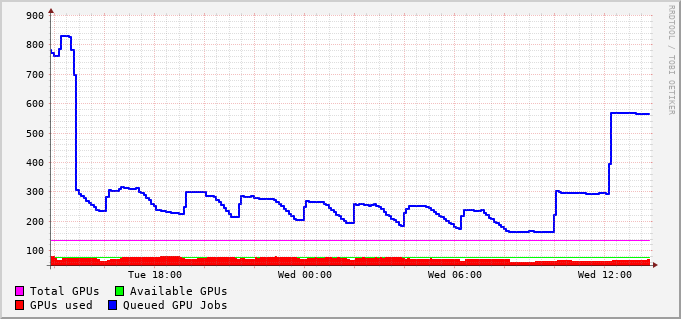 900
800
700
600
500
400
300
200
100
Tue 18:00 Wed 00:00 Wed 06:00 Wed 12:00
Total GPUs Available GPUs
GPUs used Queued GPU Jobs
RRDTOOL / TOBI OETIKER